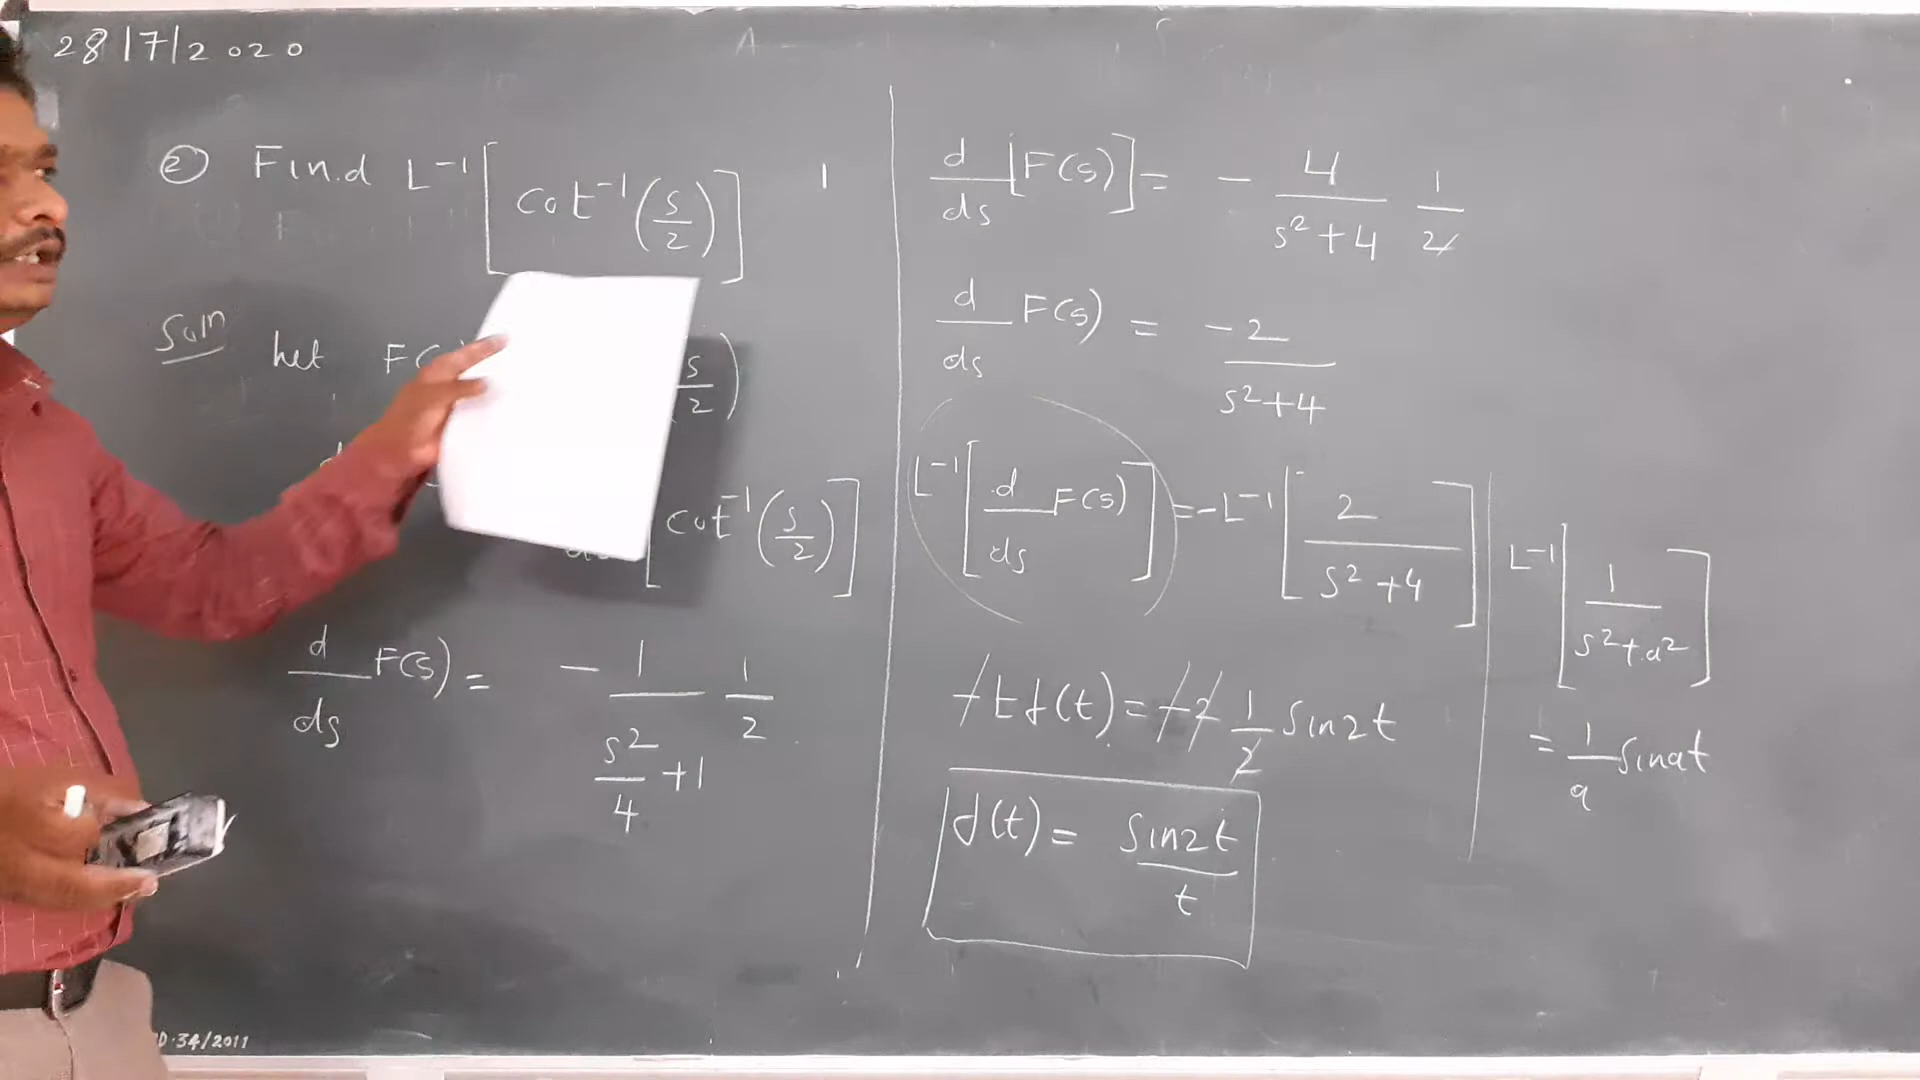 28/7/2020
② Find L⁻¹[cot⁻¹(s/2)]
Soln Let F( s/2)
d
cot⁻¹(s/2)]
d/ds F(s)) = - 1/(s²/4 + 1) 1/2
d/ds [F(s)] = - 4/(s²+4) 1/2
d/ds F(s) = -2/(s²+4)
L⁻¹[d/ds F(s)] = -L⁻¹[2/(s²+4)]
-t f(t) = -2 1/2 Sin2t
f(t) = Sin2t/t
L⁻¹[1/(s²+a²)]
= 1/a Sinat
D.34/2011